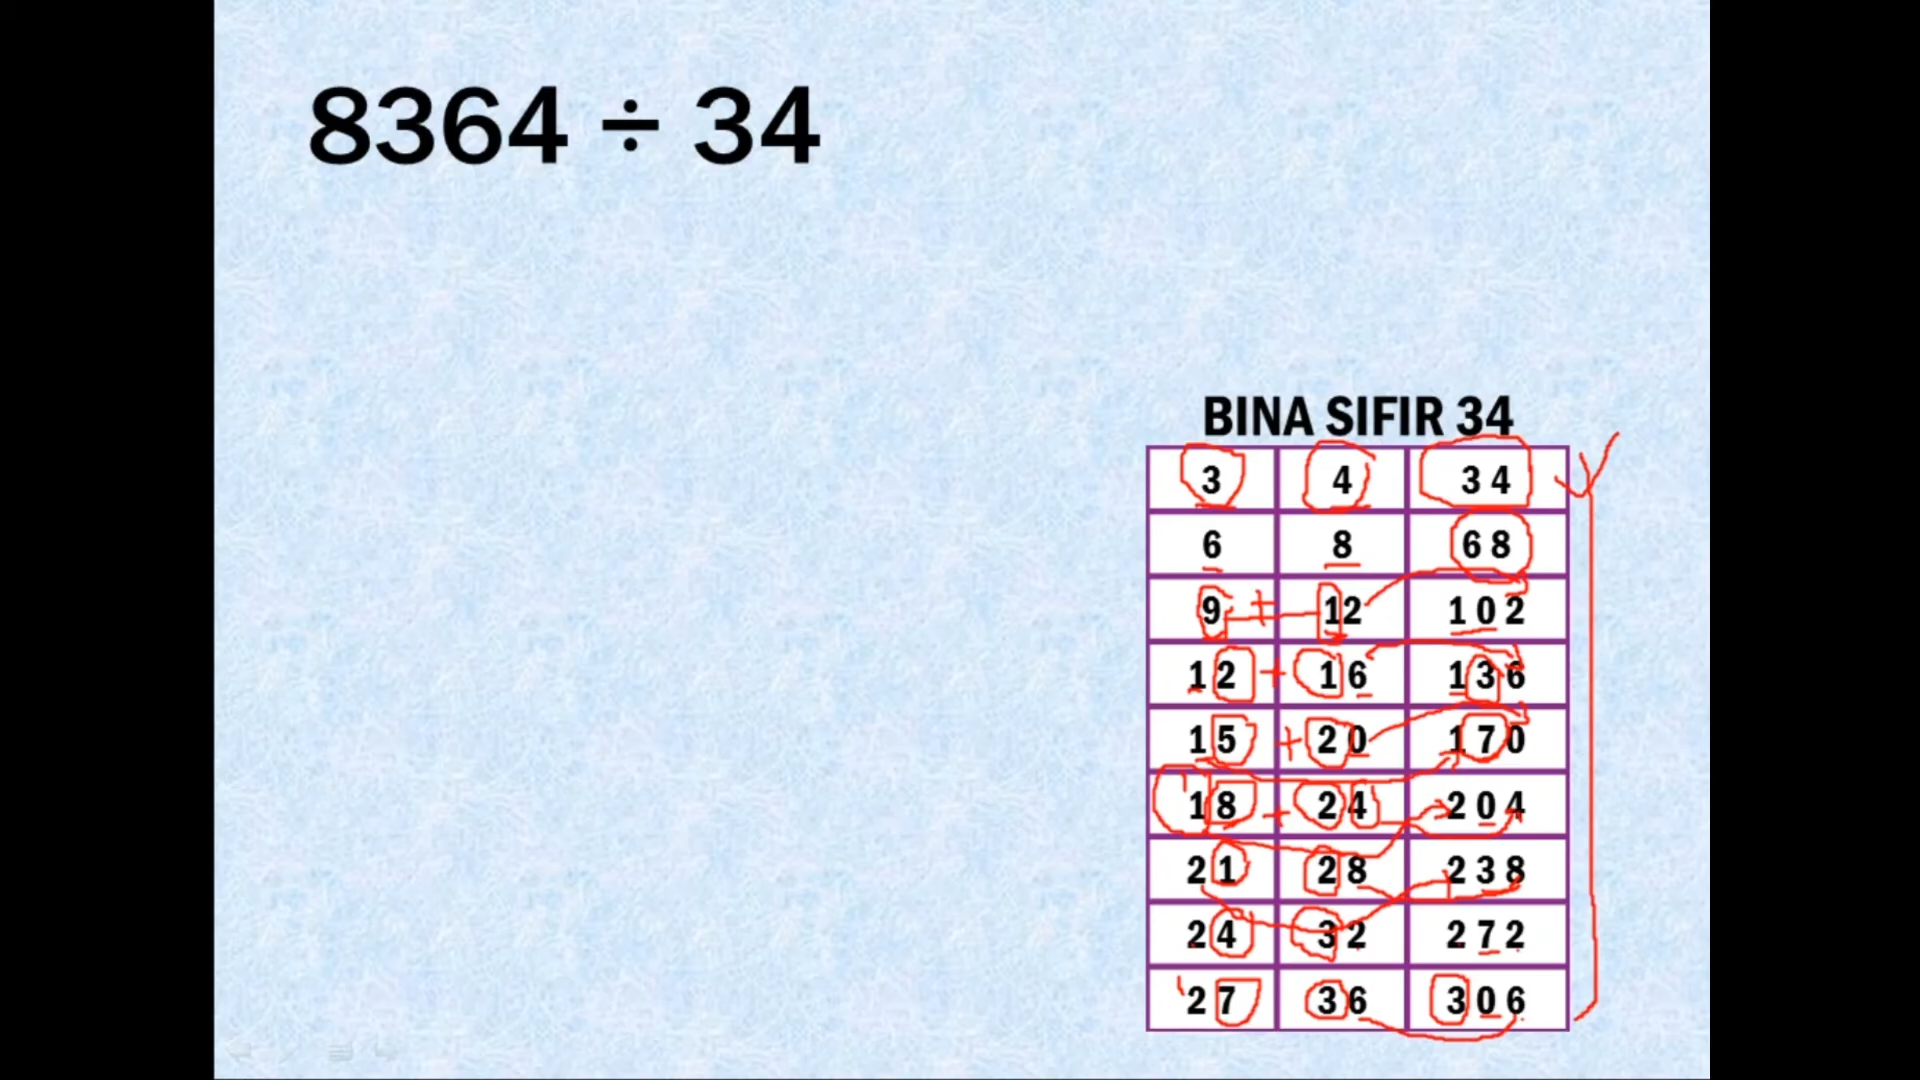 8364 ÷ 34
BINA SIFIR 34
3 4 34
6 8 68
9 + 12 102
12 + 16 136
15 + 20 170
18 + 24 204
21 28 238
24 32 272
27 36 306